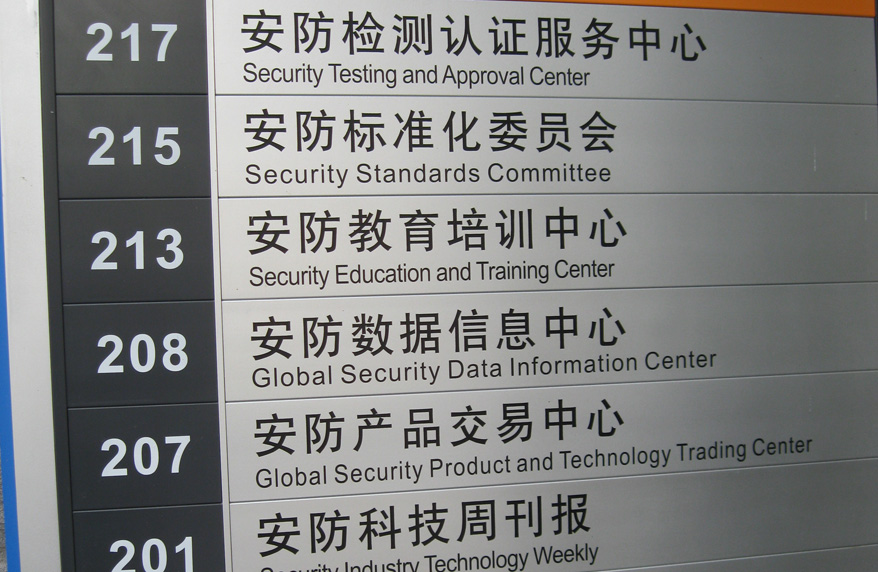 217 安防检测认证服务中心
Security Testing and Approval Center
215 安防标准化委员会
Security Standards Committee
213 安防教育培训中心
Security Education and Training Center
208 安防数据信息中心
Global Security Data Information Center
207 安防产品交易中心
Global Security Product and Technology Trading Center
201 安防科技周刊报
Security Industry Technology Weekly